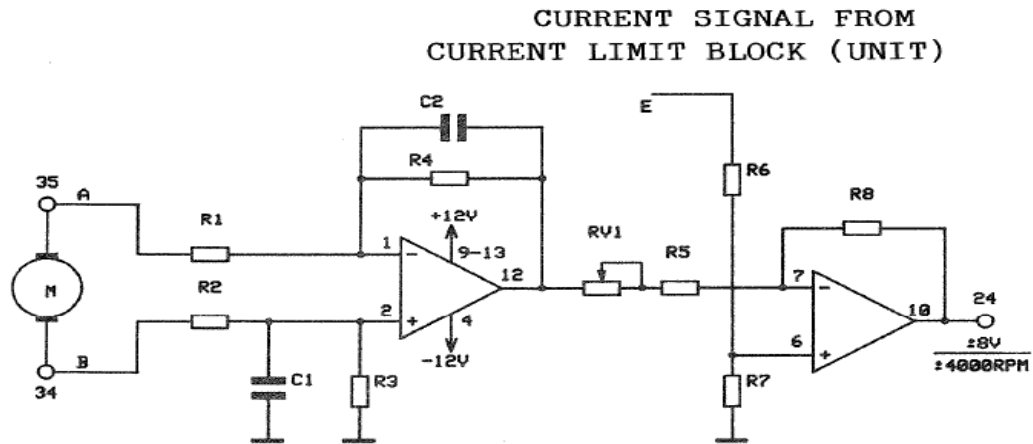 CURRENT SIGNAL FROM
CURRENT LIMIT BLOCK (UNIT)
C2
E
R4
R6
35
A
R1
+12V
R8
9-13
1
RV1
R5
12
7
M
R2
10
24
2
4
6
B
-12V
±8V
34
C1
R3
R7
±4000RPM